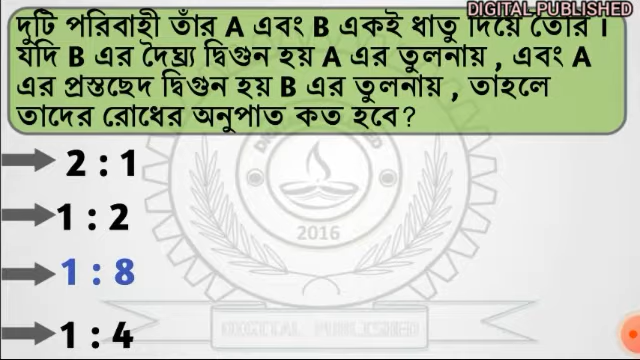 DIGITAL PUBLISHED
দুটি পরিবাহী তাঁর A এবং B একই ধাতু দিয়ে তৈরি ।
যদি B এর দৈঘ্র্য দ্বিগুন হয় A এর তুলনায় , এবং A
এর প্রস্তছেদ দ্বিগুন হয় B এর তুলনায় , তাহলে
তাদের রোধের অনুপাত কত হবে?
2 : 1
1 : 2
2016
1 : 8
DIGITAL PUBLISHED
1 : 4